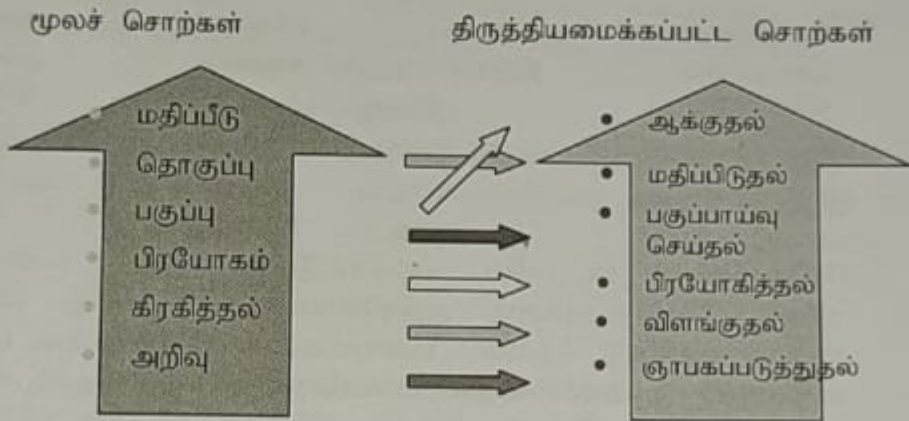 மூலச் சொற்கள்
திருத்தியமைக்கப்பட்ட சொற்கள்
மதிப்பீடு
தொகுப்பு
பகுப்பு
பிரயோகம்
கிரகித்தல்
அறிவு
ஆக்குதல்
மதிப்பிடுதல்
பகுப்பாய்வு
செய்தல்
பிரயோகித்தல்
விளங்குதல்
ஞாபகப்படுத்துதல்